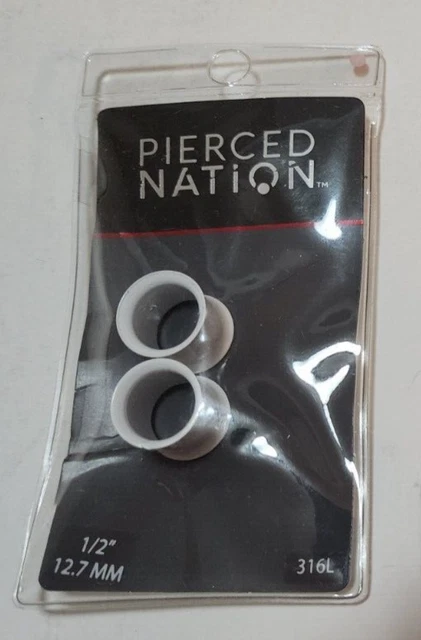 PIERCED
NATION™
1/2"
12.7 MM
316L